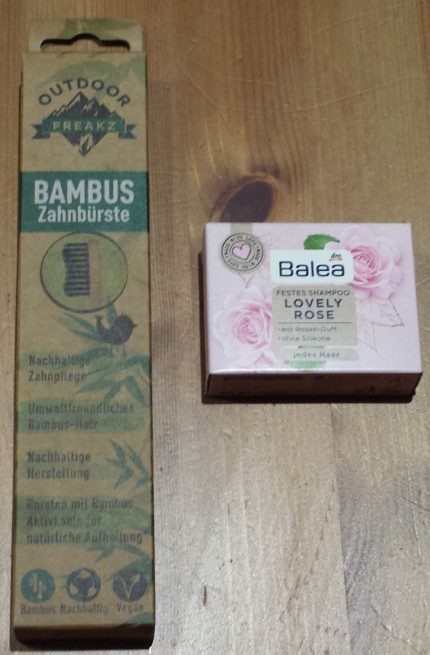 OUTDOOR
FREAKZ
BAMBUS
Zahnbürste
Nachhaltige
Zahnpflege
Umweltfreundliches
Bambus-Holz
Nachhaltige
Herstellung
Borsten mit Bambus
Aktivkohle für
natürliche Aufhellung
Bambus Nachhaltig Vegan
dm
Balea
FESTES SHAMPOO
LOVELY
ROSE
-mit Rosen-Duft
-ohne Silikone
jedes Haar